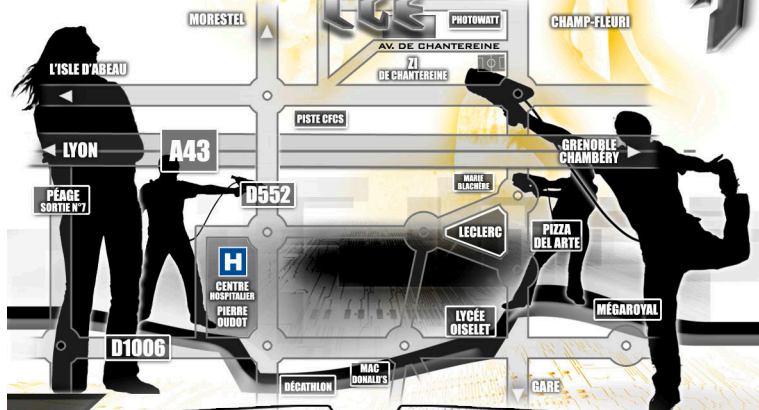 MORESTEL
CGE
PHOTOWATT
CHAMP-FLEURI
AV. DE CHANTEREINE
ZI
DE CHANTEREINE
L'ISLE D'ABEAU
PISTE CFCS
LYON
A43
GRENOBLE
CHAMBÉRY
MARIE
BLACHÈRE
PÉAGE
SORTIE N°7
D552
LECLERC
PIZZA
DEL ARTE
H
CENTRE
HOSPITALIER
PIERRE
OUDOT
LYCÉE
OISELET
MÉGAROYAL
D1006
MAC
DONALD'S
DÉCATHLON
GARE